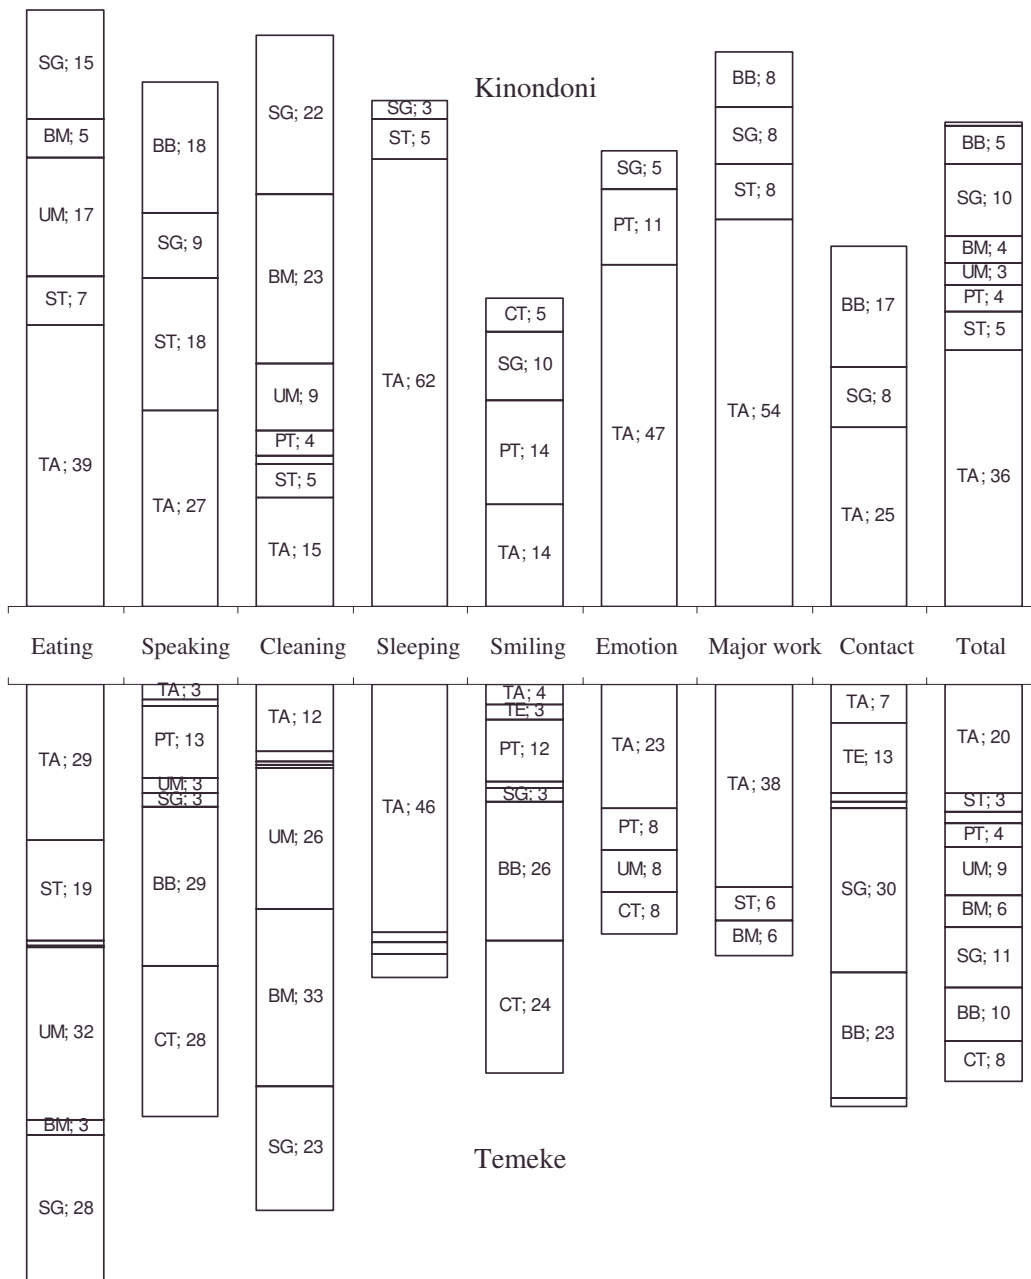 Kinondoni
SG; 15
BM; 5
UM; 17
ST; 7
TA; 39
BB; 18
SG; 9
ST; 18
TA; 27
SG; 22
BM; 23
UM; 9
PT; 4
ST; 5
TA; 15
SG; 3
ST; 5
TA; 62
CT; 5
SG; 10
PT; 14
TA; 14
SG; 5
PT; 11
TA; 47
BB; 8
SG; 8
ST; 8
TA; 54
BB; 17
SG; 8
TA; 25
BB; 5
SG; 10
BM; 4
UM; 3
PT; 4
ST; 5
TA; 36
Eating Speaking Cleaning Sleeping Smiling Emotion Major work Contact Total
TA; 29
ST; 19
UM; 32
BM; 3
SG; 28
TA; 3
PT; 13
UM; 3
SG; 3
BB; 29
CT; 28
TA; 12
UM; 26
BM; 33
SG; 23
TA; 46
TA; 4
TE; 3
PT; 12
SG; 3
BB; 26
CT; 24
TA; 23
PT; 8
UM; 8
CT; 8
TA; 38
ST; 6
BM; 6
TA; 7
TE; 13
SG; 30
BB; 23
TA; 20
ST; 3
PT; 4
UM; 9
BM; 6
SG; 11
BB; 10
CT; 8
Temeke